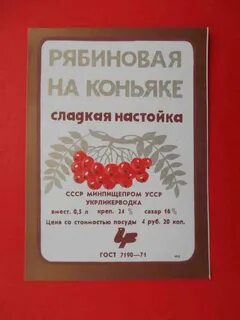 РЯБИНОВАЯ
НА КОНЬЯКЕ
СЛАДКАЯ НАСТОЙКА
СССР МИНПИЩЕПРОМ УССР
УКРЛИКЕРВОДКА
вмест. 0,5 л креп. 24 % сахар 16 %
Цена со стоимостью посуды 4 руб. 20 коп.
ГОСТ 7190—71